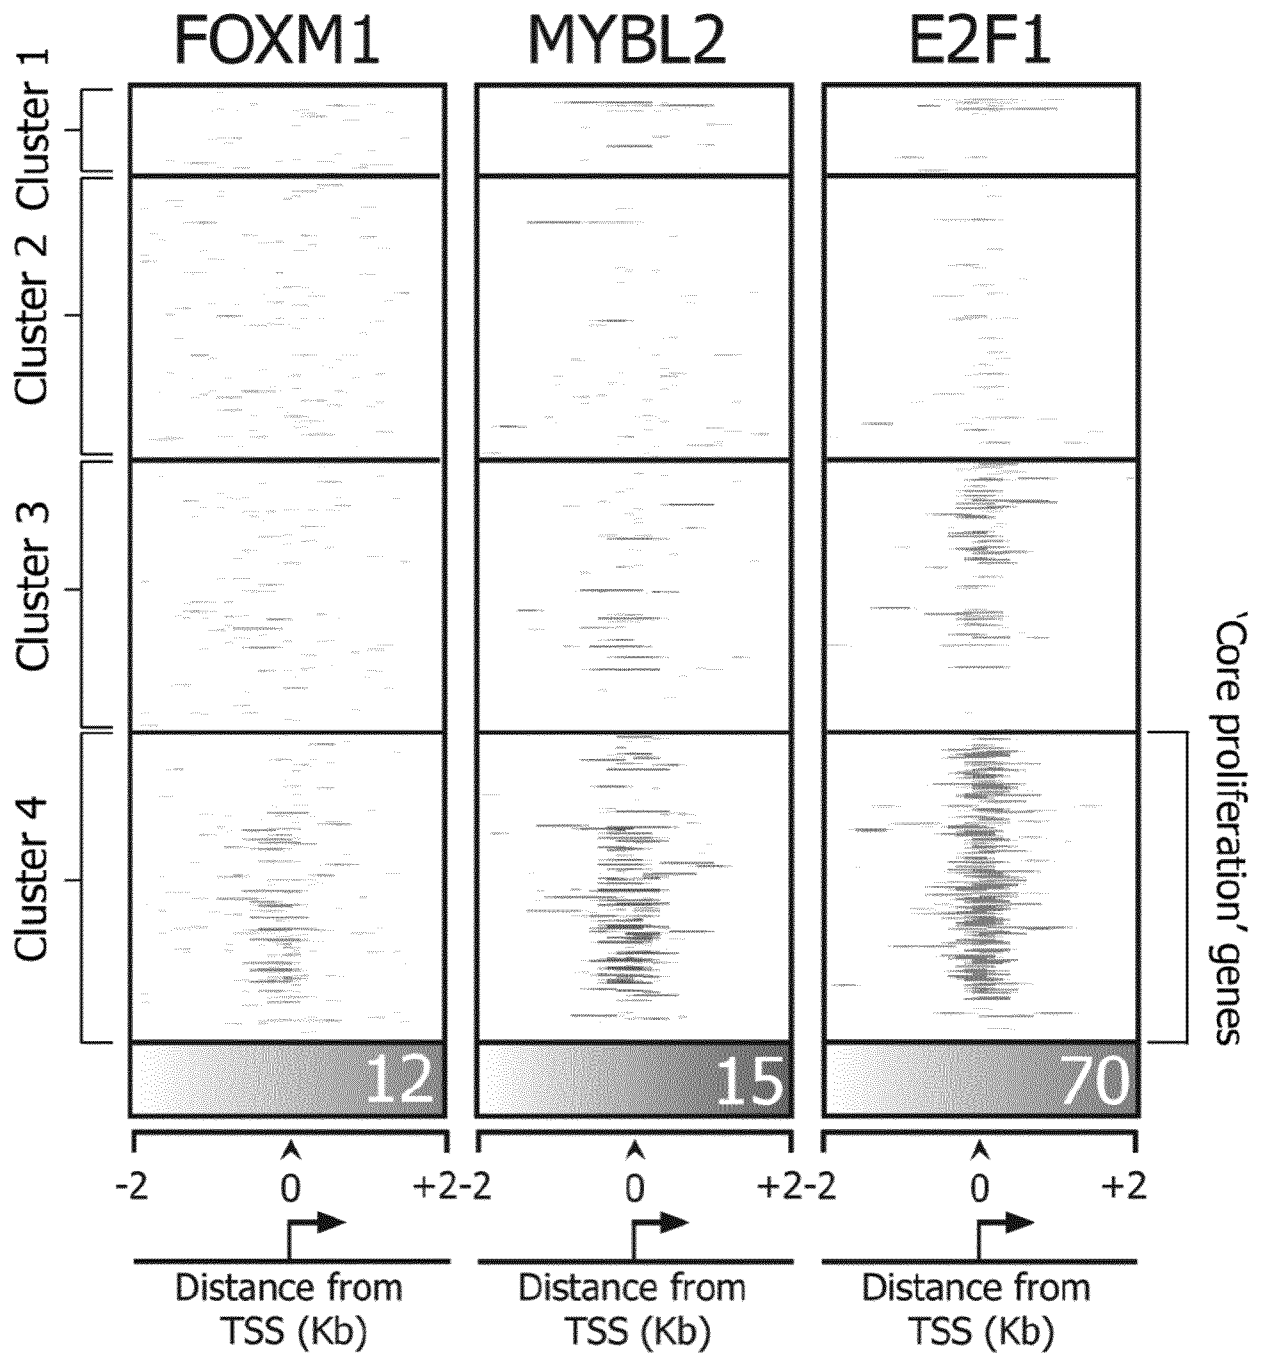 FOXM1 MYBL2 E2F1
Cluster 1
Cluster 2
Cluster 3
Cluster 4
'Core proliferation' genes
12 15 70
-2 0 +2 -2 0 +2 -2 0 +2
Distance from Distance from Distance from
TSS (Kb) TSS (Kb) TSS (Kb)